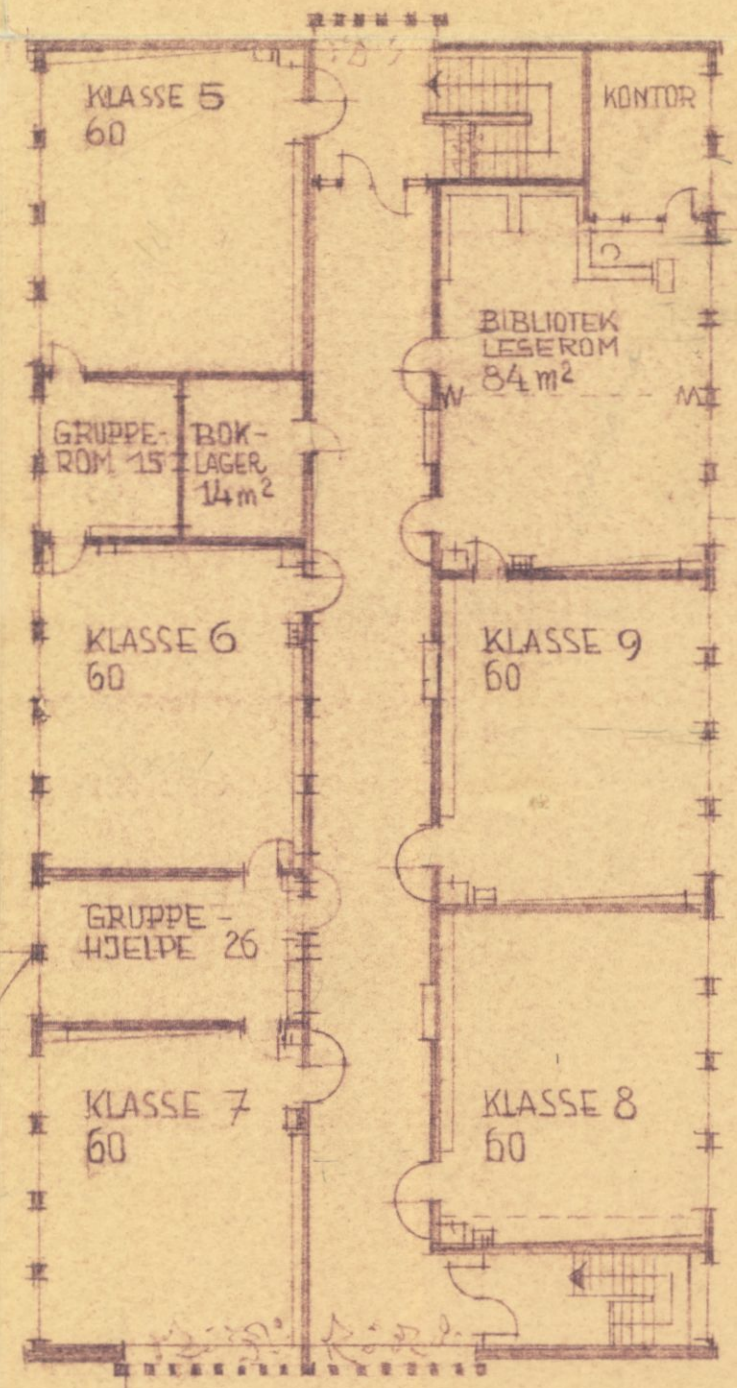 KLASSE 5
60
KONTOR
BIBLIOTEK
LESEROM
84 m²
GRUPPE-
ROM 15
BOK-
LAGER
14 m²
KLASSE 6
60
KLASSE 9
60
GRUPPE-
HJELPE 26
KLASSE 7
60
KLASSE 8
60